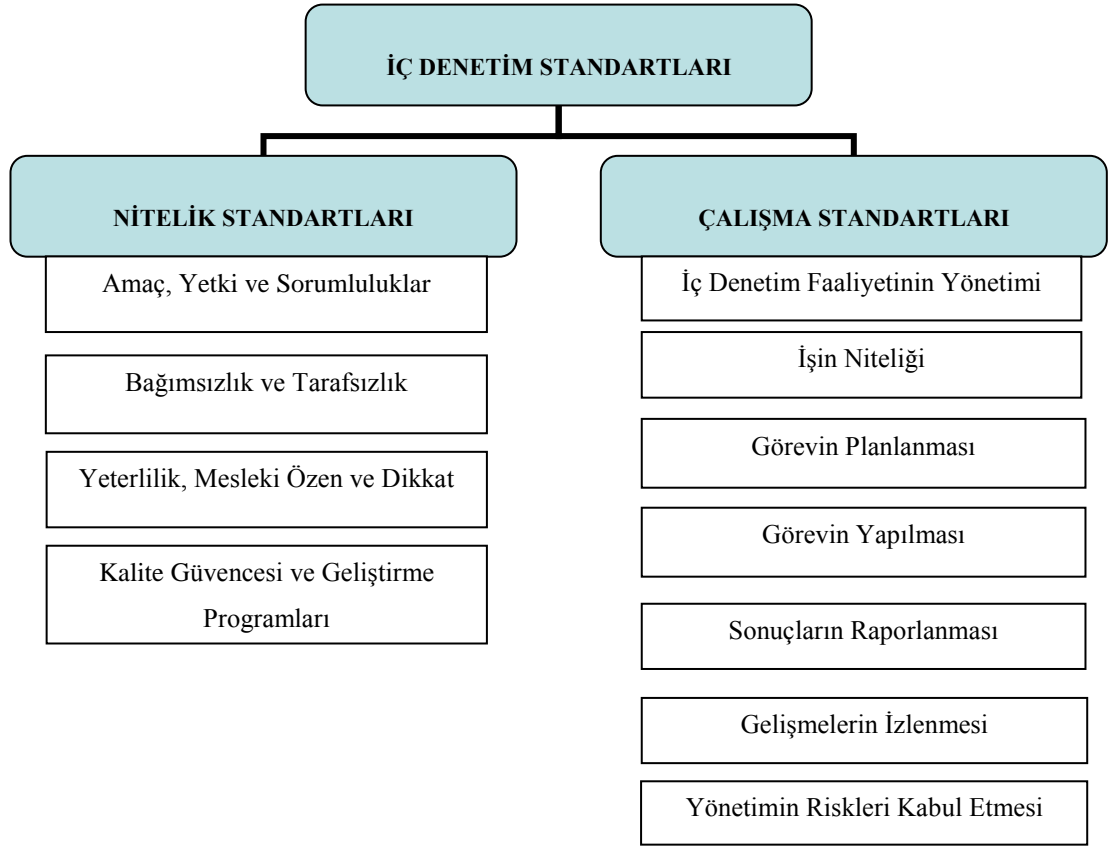 İÇ DENETİM STANDARTLARI
NİTELİK STANDARTLARI
Amaç, Yetki ve Sorumluluklar
Bağımsızlık ve Tarafsızlık
Yeterlilik, Mesleki Özen ve Dikkat
Kalite Güvencesi ve Geliştirme
Programları
ÇALIŞMA STANDARTLARI
İç Denetim Faaliyetinin Yönetimi
İşin Niteliği
Görevin Planlanması
Görevin Yapılması
Sonuçların Raporlanması
Gelişmelerin İzlenmesi
Yönetimin Riskleri Kabul Etmesi